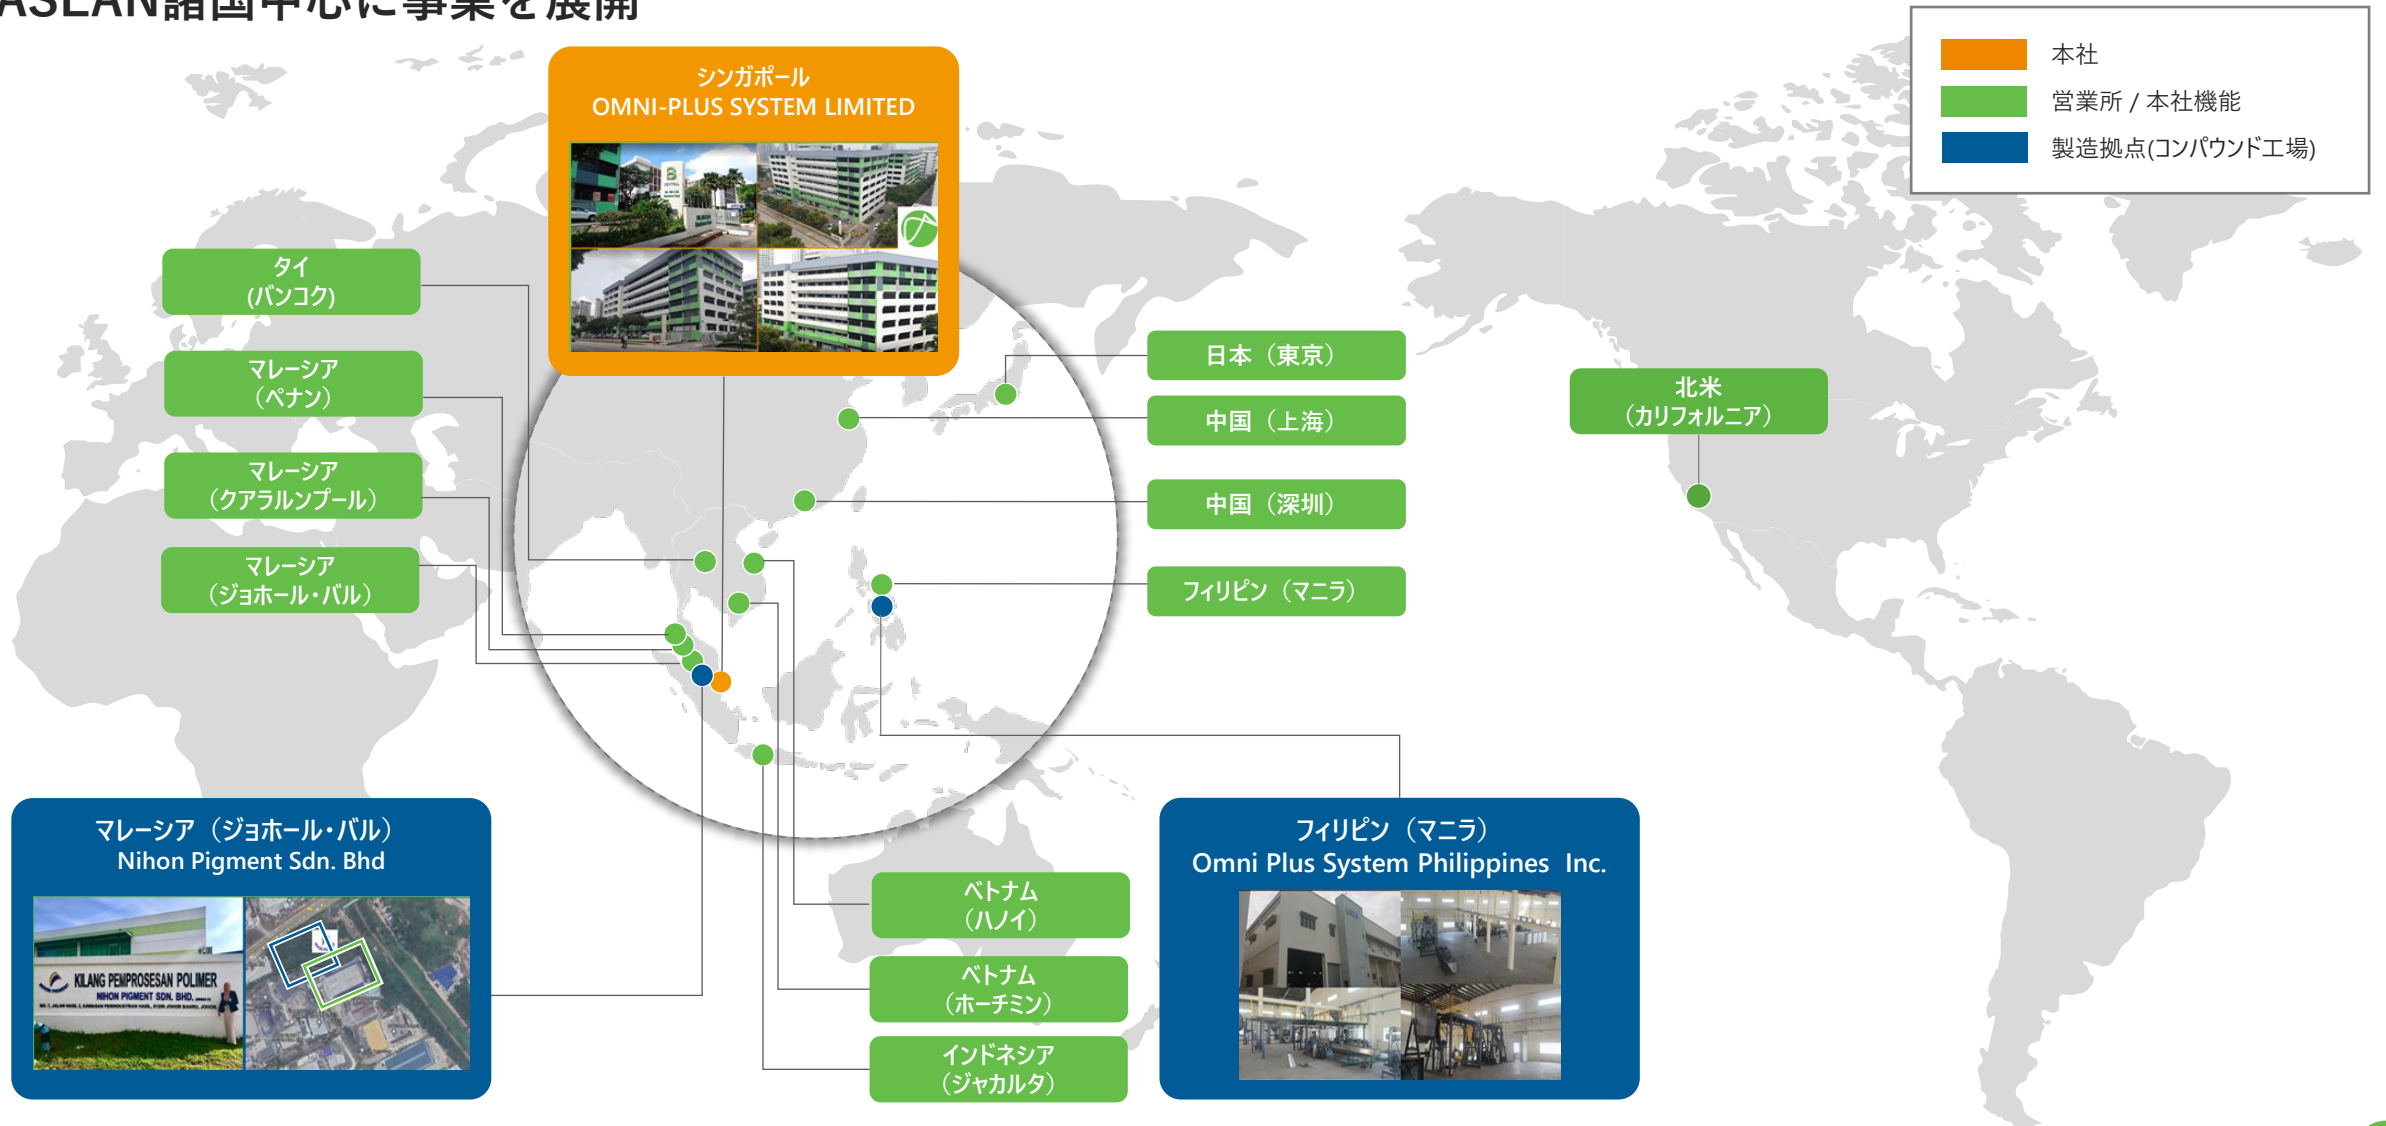 ASEAN諸国中心に事業を展開
本社
営業所 / 本社機能
製造拠点(コンパウンド工場)
シンガポール
OMNI-PLUS SYSTEM LIMITED
タイ
(バンコク)
マレーシア
（ペナン）
マレーシア
（クアラルンプール）
マレーシア
（ジョホール・バル）
日本（東京）
中国（上海）
中国（深圳）
フィリピン（マニラ）
北米
（カリフォルニア）
マレーシア（ジョホール・バル）
Nihon Pigment Sdn. Bhd
KILANG PEMPROSESAN POLIMER
NIHON PIGMENT SDN. BHD.
ベトナム
（ハノイ）
ベトナム
（ホーチミン）
インドネシア
（ジャカルタ）
フィリピン（マニラ）
Omni Plus System Philippines Inc.